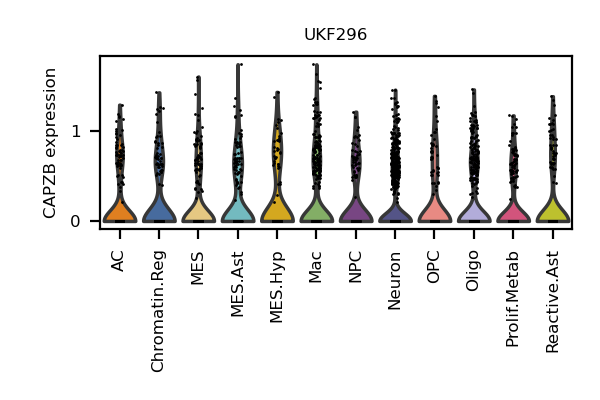 UKF296
CAPZB expression
1
0
AC
Chromatin.Reg
MES
MES.Ast
MES.Hyp
Mac
NPC
Neuron
OPC
Oligo
Prolif.Metab
Reactive.Ast